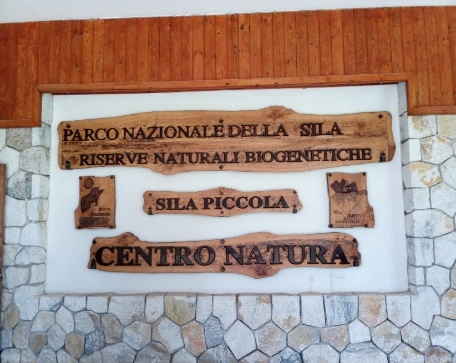 PARCO NAZIONALE DELLA SILA
RISERVE NATURALI BIOGENETICHE
SILA PICCOLA
CENTRO NATURA